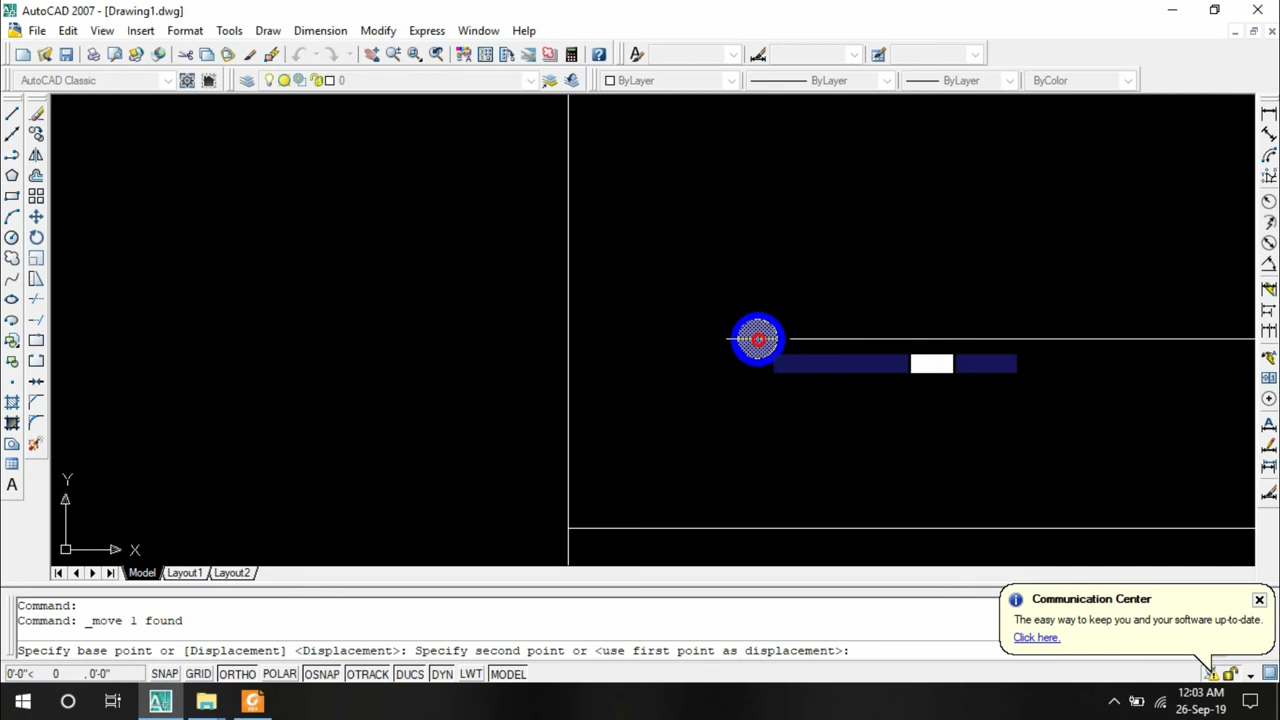 AutoCAD 2007 - [Drawing1.dwg]
File Edit View Insert Format Tools Draw Dimension Modify Express Window Help
AutoCAD Classic 0 ByLayer ByLayer ByLayer ByColor
A
Y
X
Model Layout1 Layout2
Command:
Command: _move 1 found
Specify base point or [Displacement] <Displacement>: Specify second point or <use first point as displacement>:
Communication Center
The easy way to keep you and your software up-to-date.
Click here.
0'-0"< 0 ,0'-0" SNAP GRID ORTHO POLAR OSNAP OTRACK DUCS DYN LWT MODEL
12:03 AM
26-Sep-19